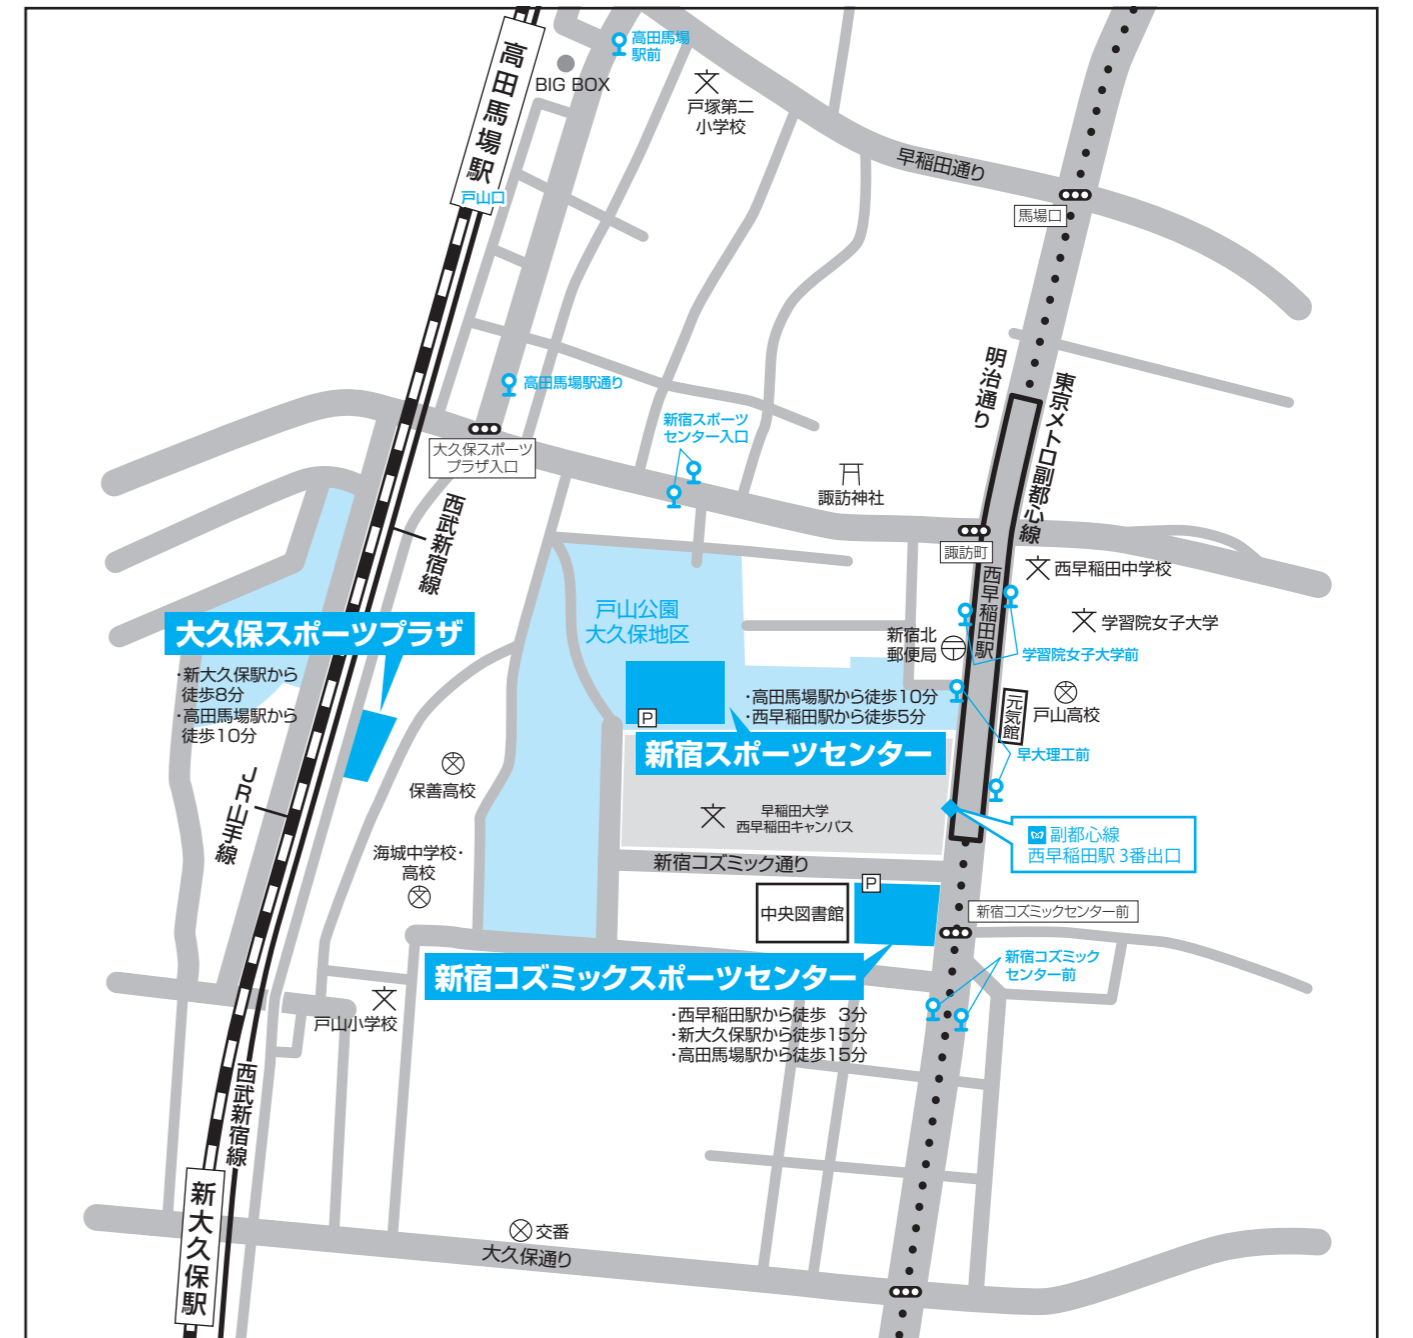 高田馬場駅
戸山口
BIG BOX
高田馬場
駅前
戸塚第二
小学校
早稲田通り
馬場口
明治通り
東京メトロ副都心線
高田馬場駅通り
大久保スポーツ
プラザ入口
新宿スポーツ
センター入口
諏訪神社
諏訪町
西武新宿線
西早稲田駅
西早稲田中学校
学習院女子大学
学習院女子大学前
新宿北
郵便局
戸山公園
大久保地区
大久保スポーツプラザ
・新大久保駅から
徒歩8分
・高田馬場駅から
徒歩10分
P
・高田馬場駅から徒歩10分
・西早稲田駅から徒歩5分
新宿スポーツセンター
元気館
戸山高校
早大理工前
保善高校
JR山手線
早稲田大学
西早稲田キャンパス
副都心線
西早稲田駅 3番出口
海城中学校・
高校
新宿コズミック通り
P
中央図書館
新宿コズミックセンター前
新宿コズミックスポーツセンター
新宿コズミック
センター前
・西早稲田駅から徒歩 3分
・新大久保駅から徒歩15分
・高田馬場駅から徒歩15分
戸山小学校
西武新宿線
新大久保駅
交番
大久保通り